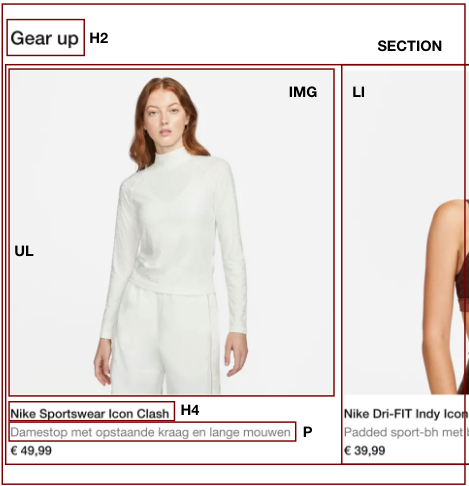 Gear up H2
SECTION
IMG
LI
UL
Nike Sportswear Icon Clash H4
Damestop met opstaande kraag en lange mouwen P
€ 49,99
Nike Dri-FIT Indy Icon
Padded sport-bh met
€ 39,99